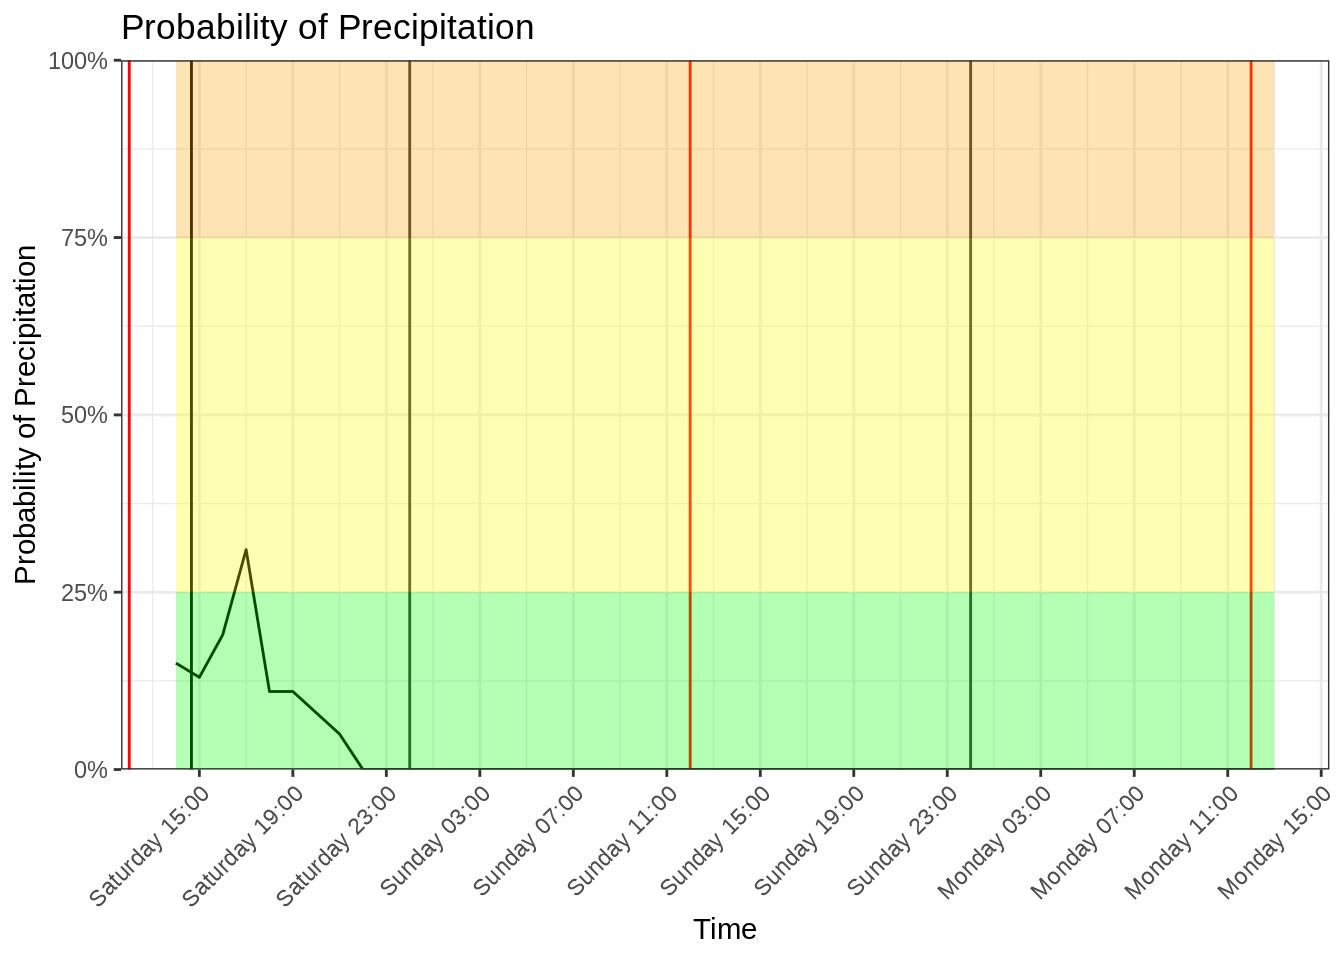 Probability of Precipitation
100%
75%
50%
25%
0%
Probability of Precipitation
Saturday 15:00
Saturday 19:00
Saturday 23:00
Sunday 03:00
Sunday 07:00
Sunday 11:00
Sunday 15:00
Sunday 19:00
Sunday 23:00
Monday 03:00
Monday 07:00
Monday 11:00
Monday 15:00
Time